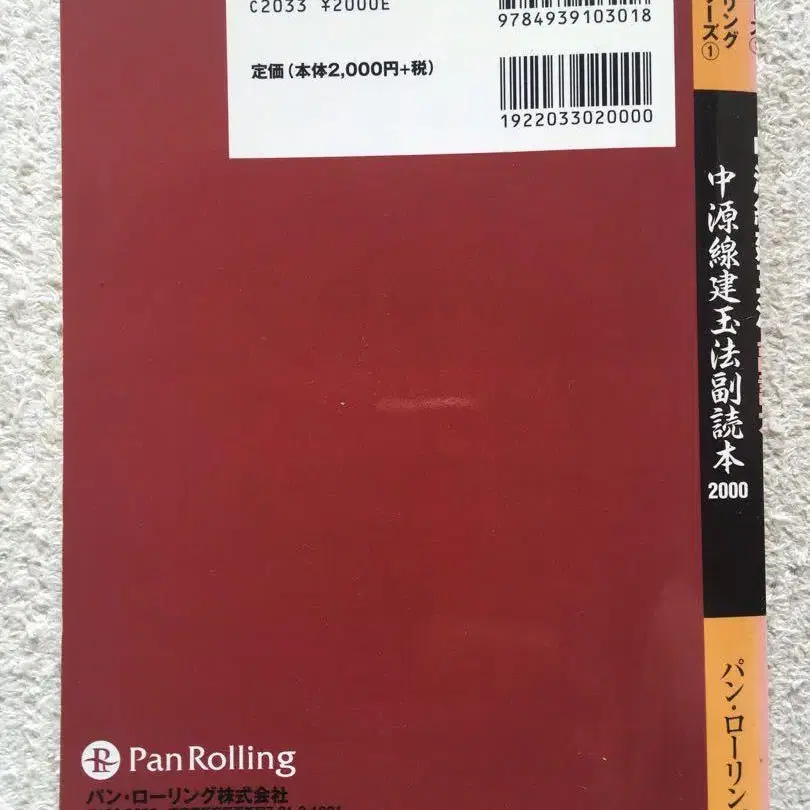 C2033 ¥2000E
9784939103018
定価(本体2,000円+税)
1922033020000
リング
ーズ①
中源線建玉法副読本
2000
パン・ローリン
PanRolling
パン・ローリング株式会社